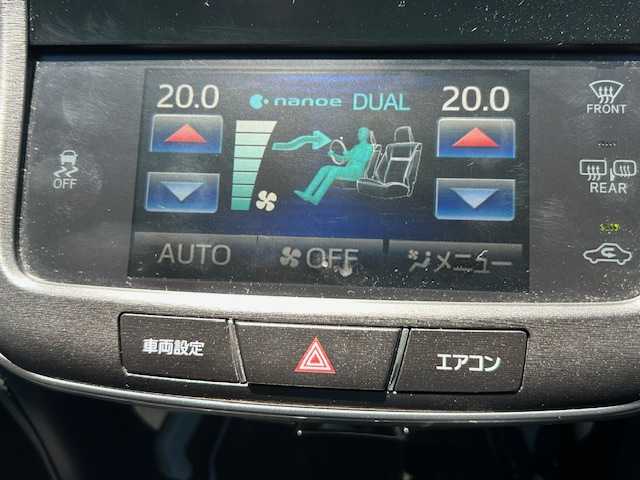 20.0 nanoe DUAL 20.0
FRONT
OFF
REAR
AUTO OFF メニュー
車両設定 エアコン